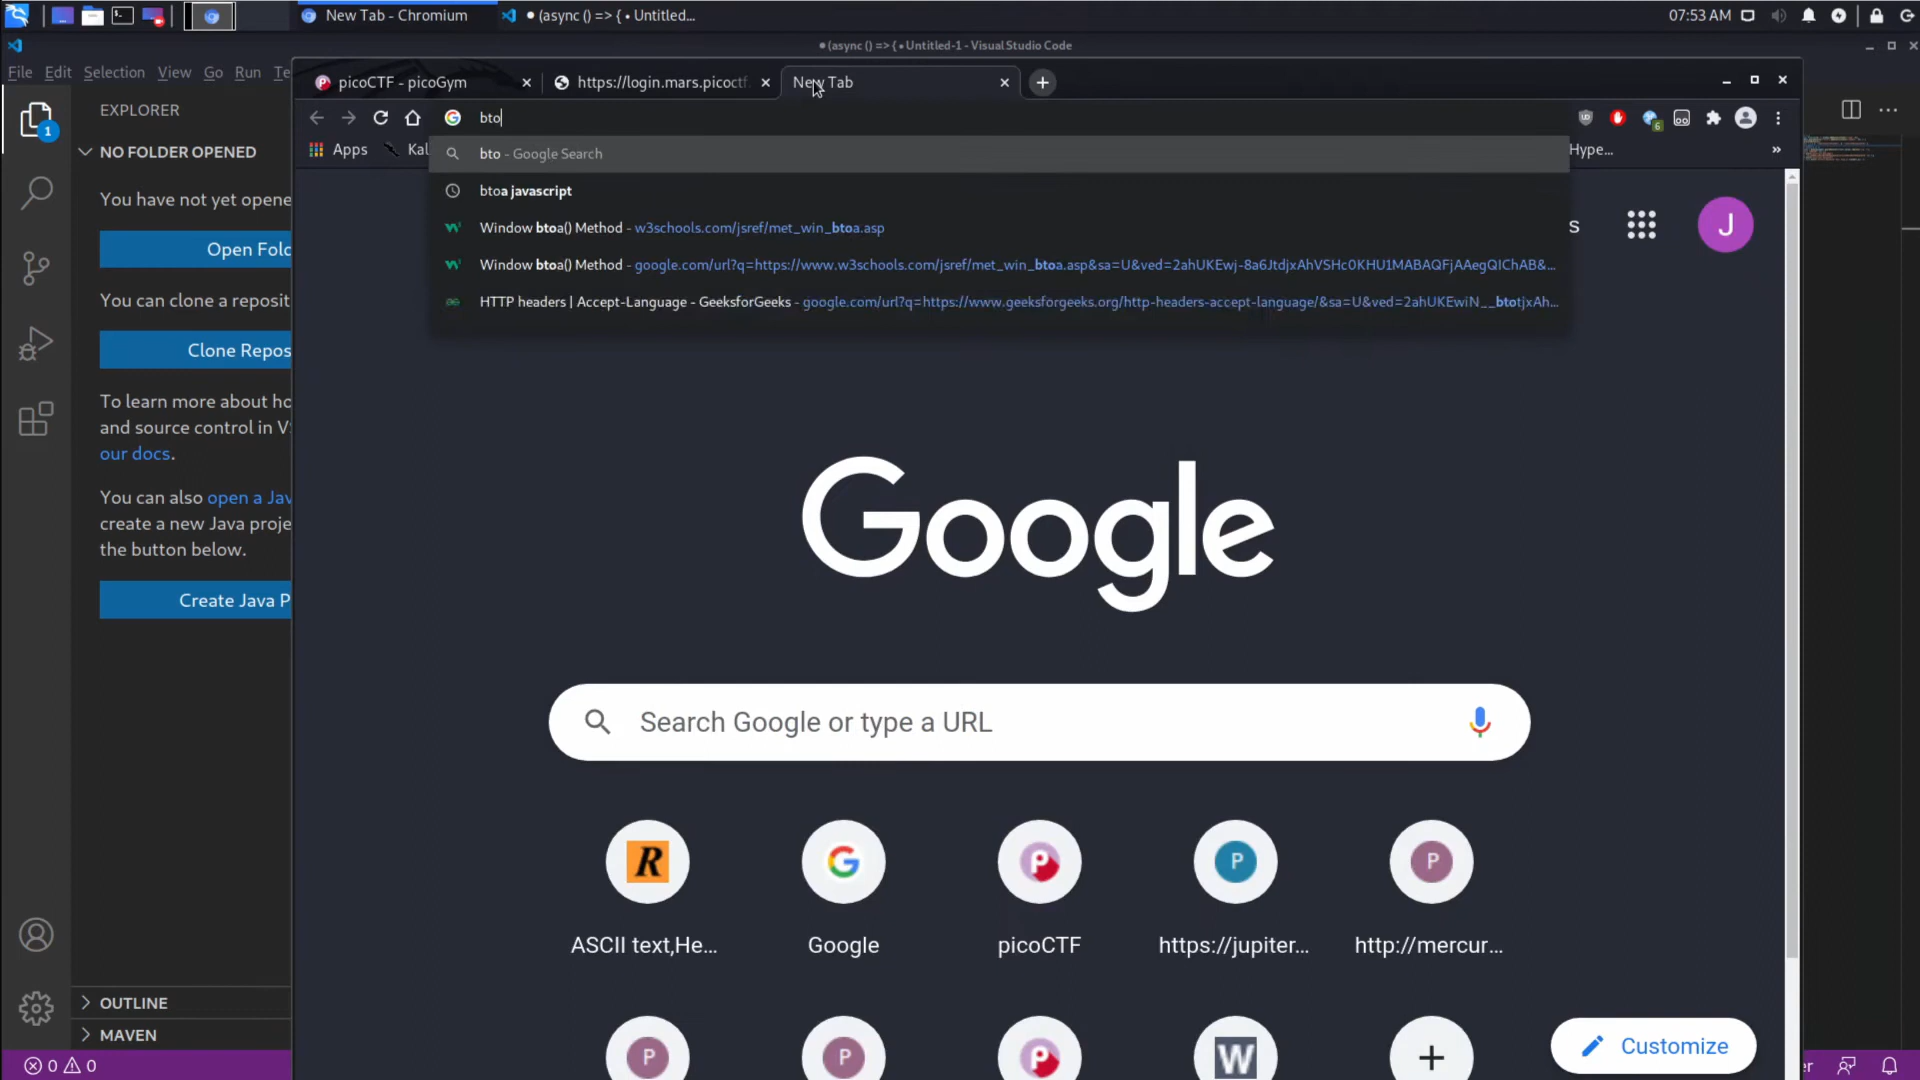 New Tab - Chromium
● (async () => { • Untitled...
07:53 AM
● (async () => { • Untitled-1 - Visual Studio Code
File Edit Selection View Go Run Te
EXPLORER
picoCTF - picoGym
https://login.mars.picoctf.
New Tab
1
NO FOLDER OPENED
bto
6
Apps
Kal
Hype...
»
bto - Google Search
btoa javascript
Window btoa() Method - w3schools.com/jsref/met_win_btoa.asp
Window btoa() Method - google.com/url?q=https://www.w3schools.com/jsref/met_win_btoa.asp&sa=U&ved=2ahUKEwj-8a6JtdjxAhVSHc0KHU1MABAQFjAAegQIChAB&...
HTTP headers | Accept-Language - GeeksforGeeks - google.com/url?q=https://www.geeksforgeeks.org/http-headers-accept-language/&sa=U&ved=2ahUKEwiN__btotjxAh...
You have not yet opene
Open Folc
You can clone a reposit
Clone Repos
To learn more about ho
and source control in V
our docs.
You can also open a Jav
create a new Java proje
the button below.
Create Java P
s
J
Google
Search Google or type a URL
R
G
P
P
ASCII text,He...
Google
picoCTF
https://jupiter...
http://mercur...
P
P
W
Customize
OUTLINE
MAVEN
0 0
er